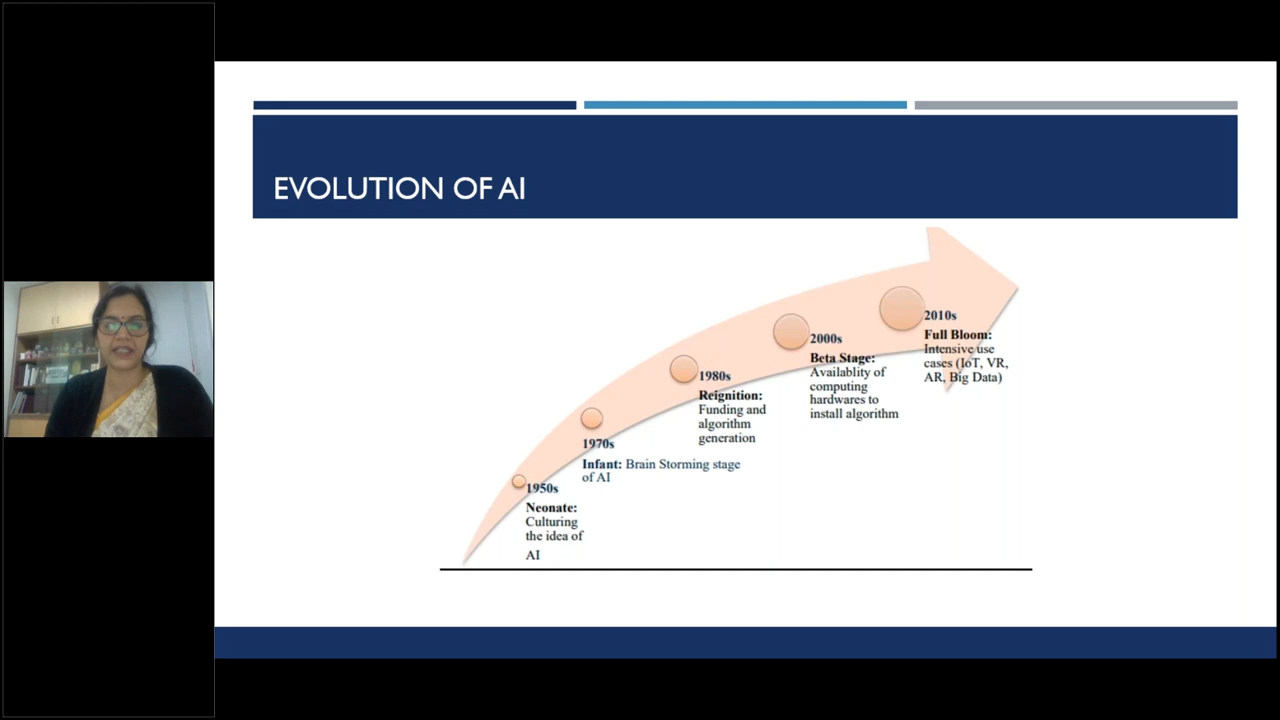 EVOLUTION OF AI
1950s
Neonate:
Culturing
the idea of
AI
1970s
Infant: Brain Storming stage
of AI
1980s
Reignition:
Funding and
algorithm
generation
2000s
Beta Stage:
Availablity of
computing
hardwares to
install algorithm
2010s
Full Bloom:
Intensive use
cases (IoT, VR,
AR, Big Data)